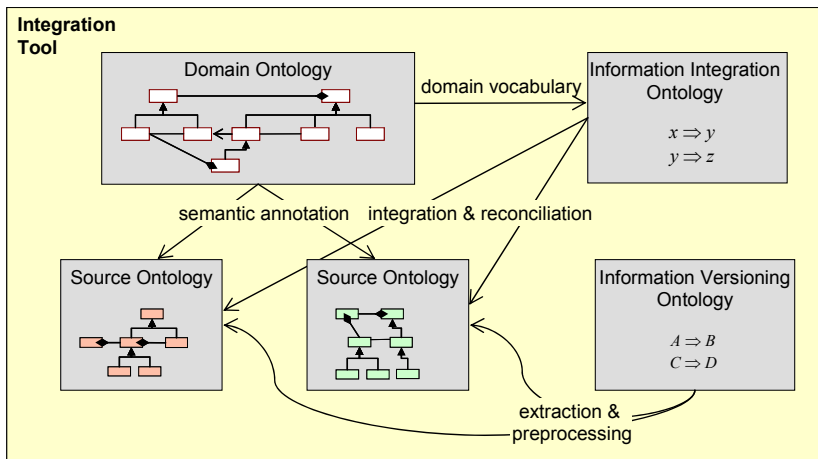 Integration
Tool
Domain Ontology
domain vocabulary
Information Integration
Ontology
x ⇒ y
y ⇒ z
semantic annotation
integration & reconciliation
Source Ontology
Source Ontology
Information Versioning
Ontology
A ⇒ B
C ⇒ D
extraction &
preprocessing